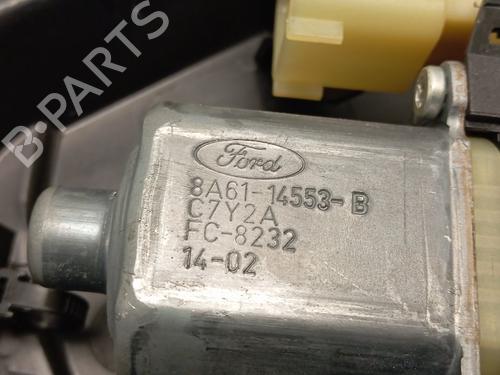 B-PARTS
Ford
8A61-14553-B
C7Y2A
FC-8232
14-02